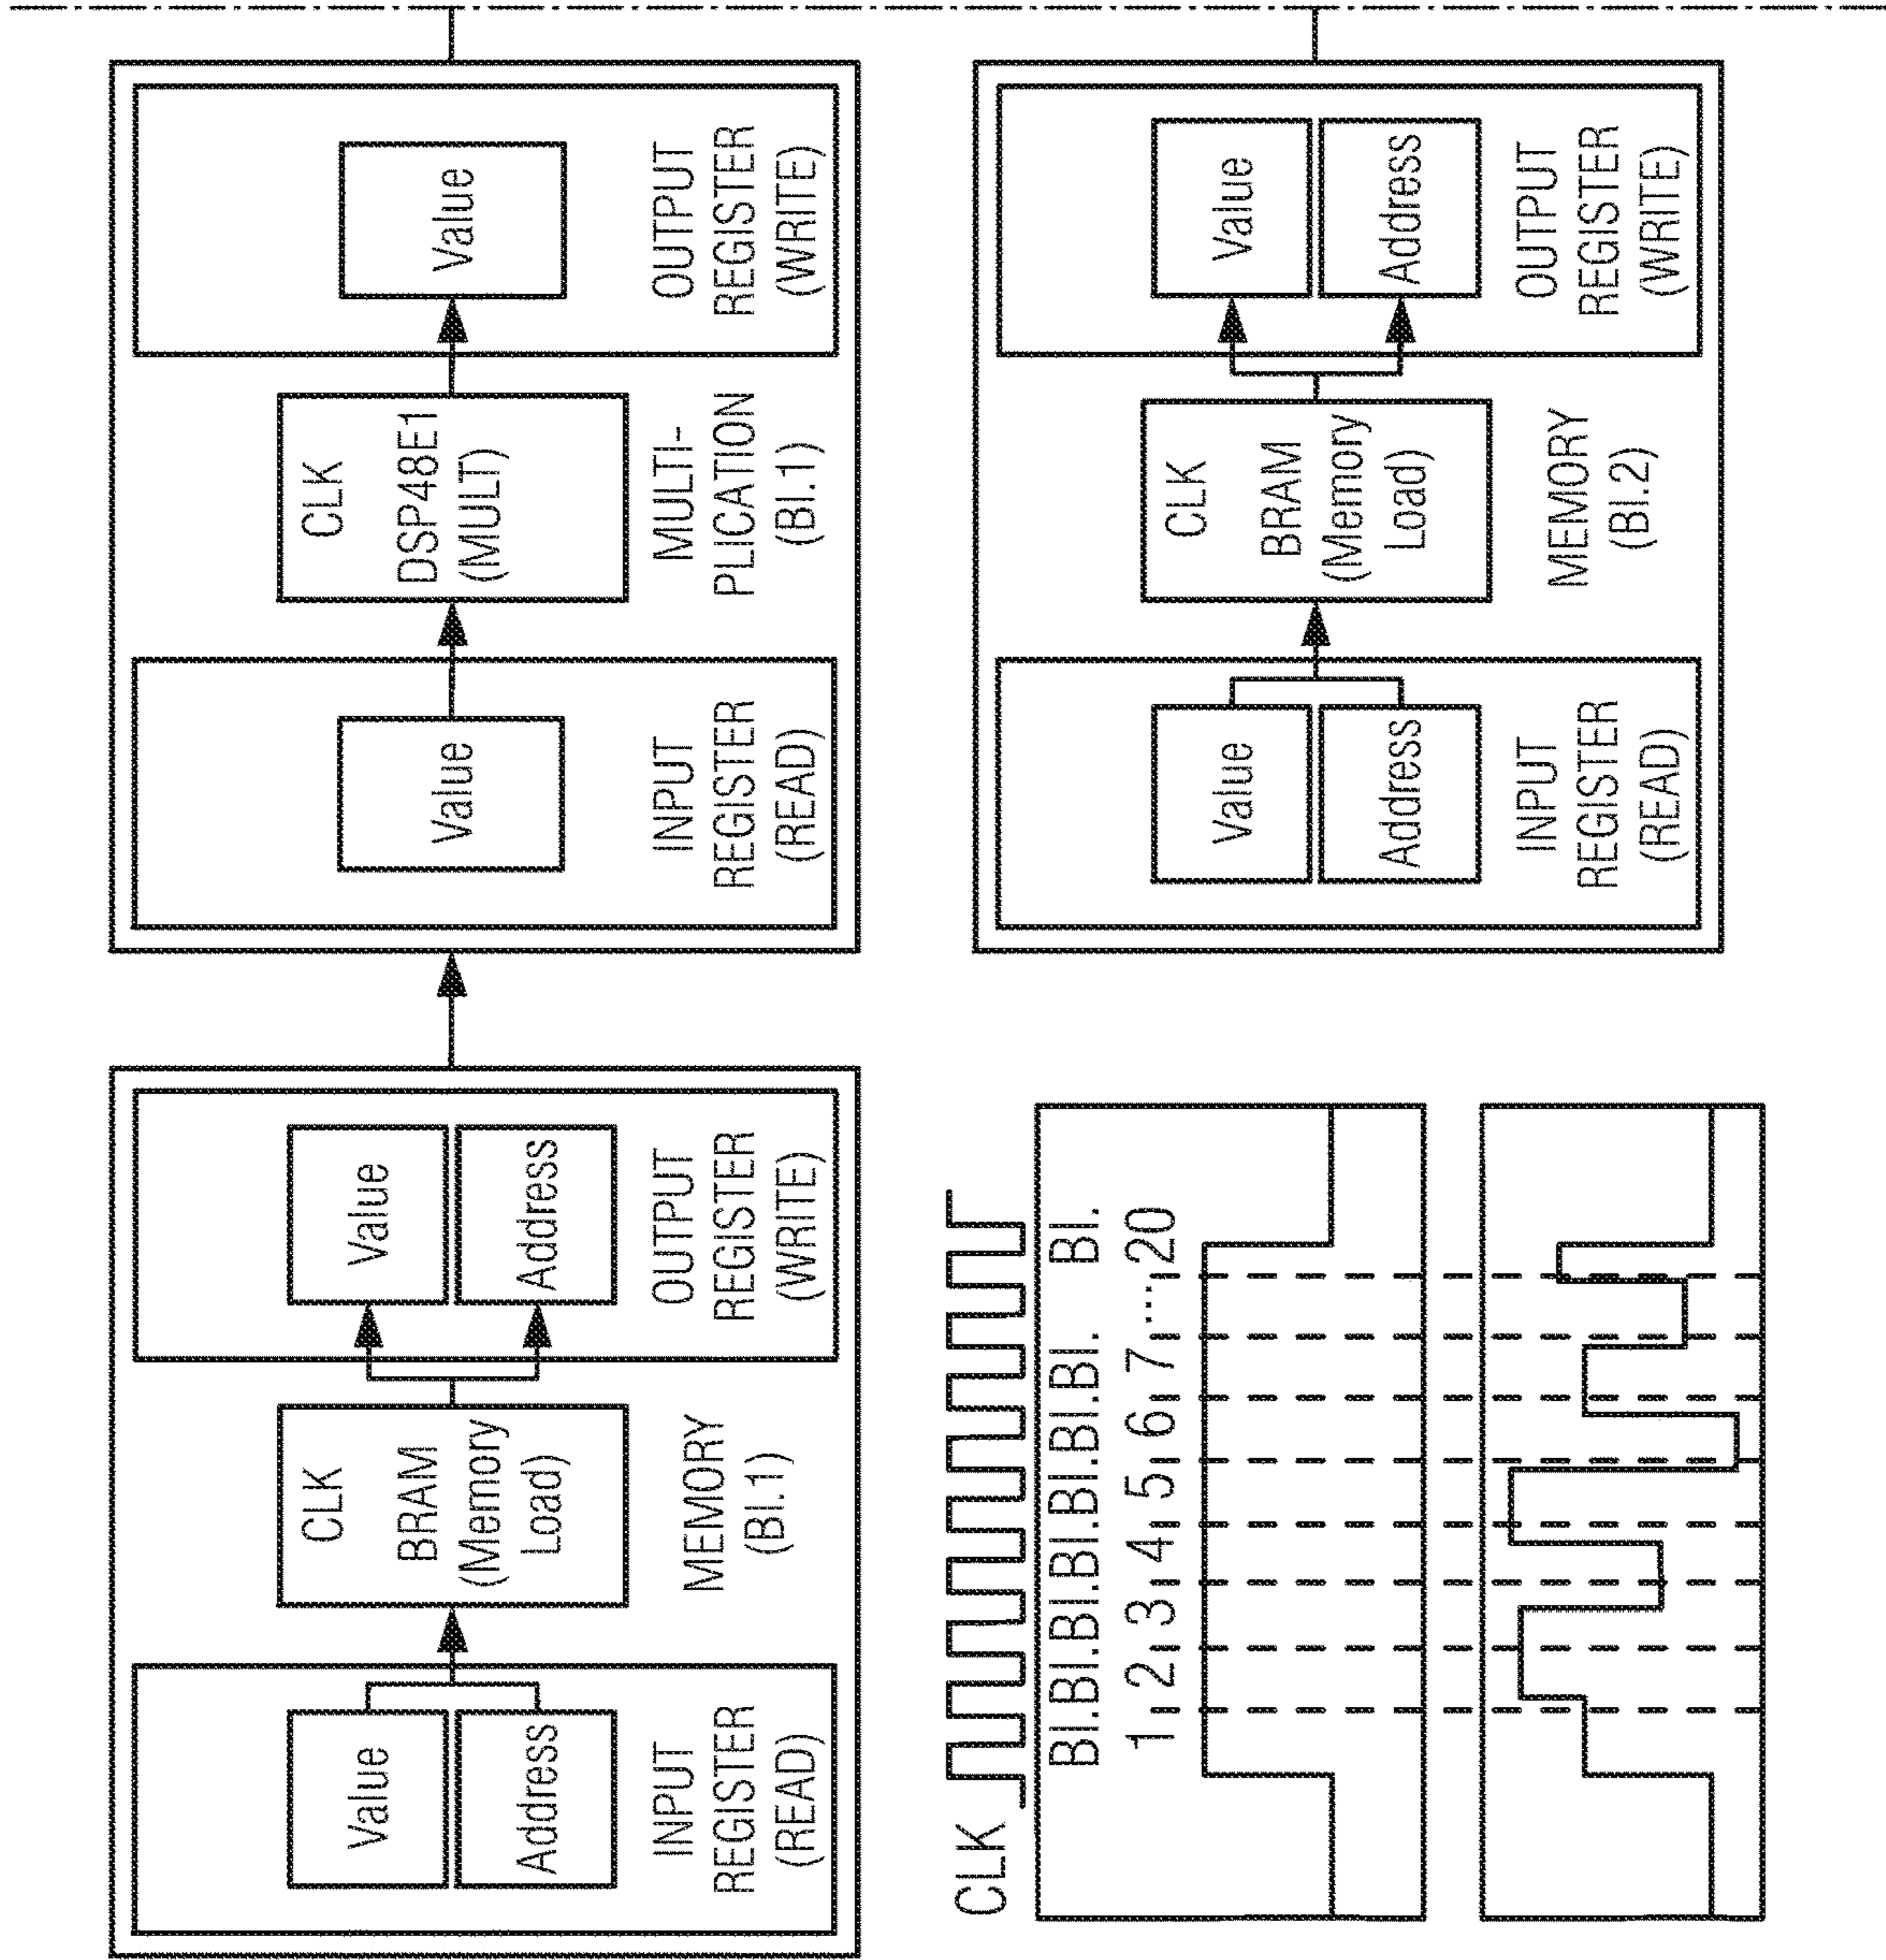 Value
Address
INPUT
REGISTER
(READ)
CLK
BRAM
(Memory
Load)
MEMORY
(Bl.1)
Value
Address
OUTPUT
REGISTER
(WRITE)
Value
INPUT
REGISTER
(READ)
CLK
DSP48E1
(MULT)
MULTI-
PLICATION
(Bl.1)
Value
OUTPUT
REGISTER
(WRITE)
CLK
Bl.Bl.Bl.Bl.Bl.Bl.Bl. Bl.
1 2 3 4 5 6 7 ... 20
Value
Address
INPUT
REGISTER
(READ)
CLK
BRAM
(Memory
Load)
MEMORY
(Bl.2)
Value
Address
OUTPUT
REGISTER
(WRITE)